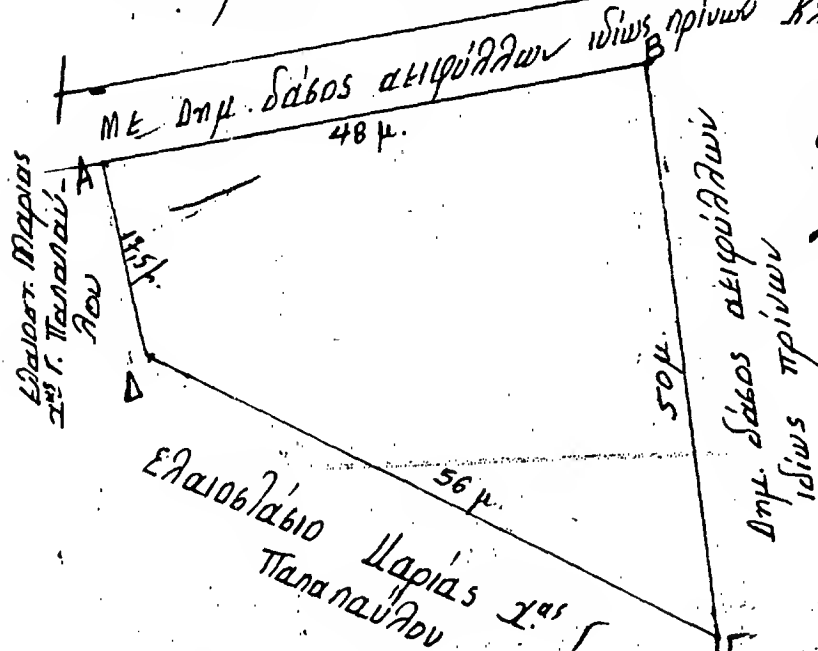 Με Δημ. δάσος αειφύλλων ιδίως πρίνων
Β
48 μ.
Α
Ελαιοστ. Μαρίας
χας Γ. Παπαπαύ-
λου
17,5 μ.
Δ
50 μ.
Δημ. δάσος αειφύλλων
ιδίως πρίνων
56 μ.
Ελαιοστάσιο Μαρίας χ.ας Γ
Παπαπαύλου
Γ